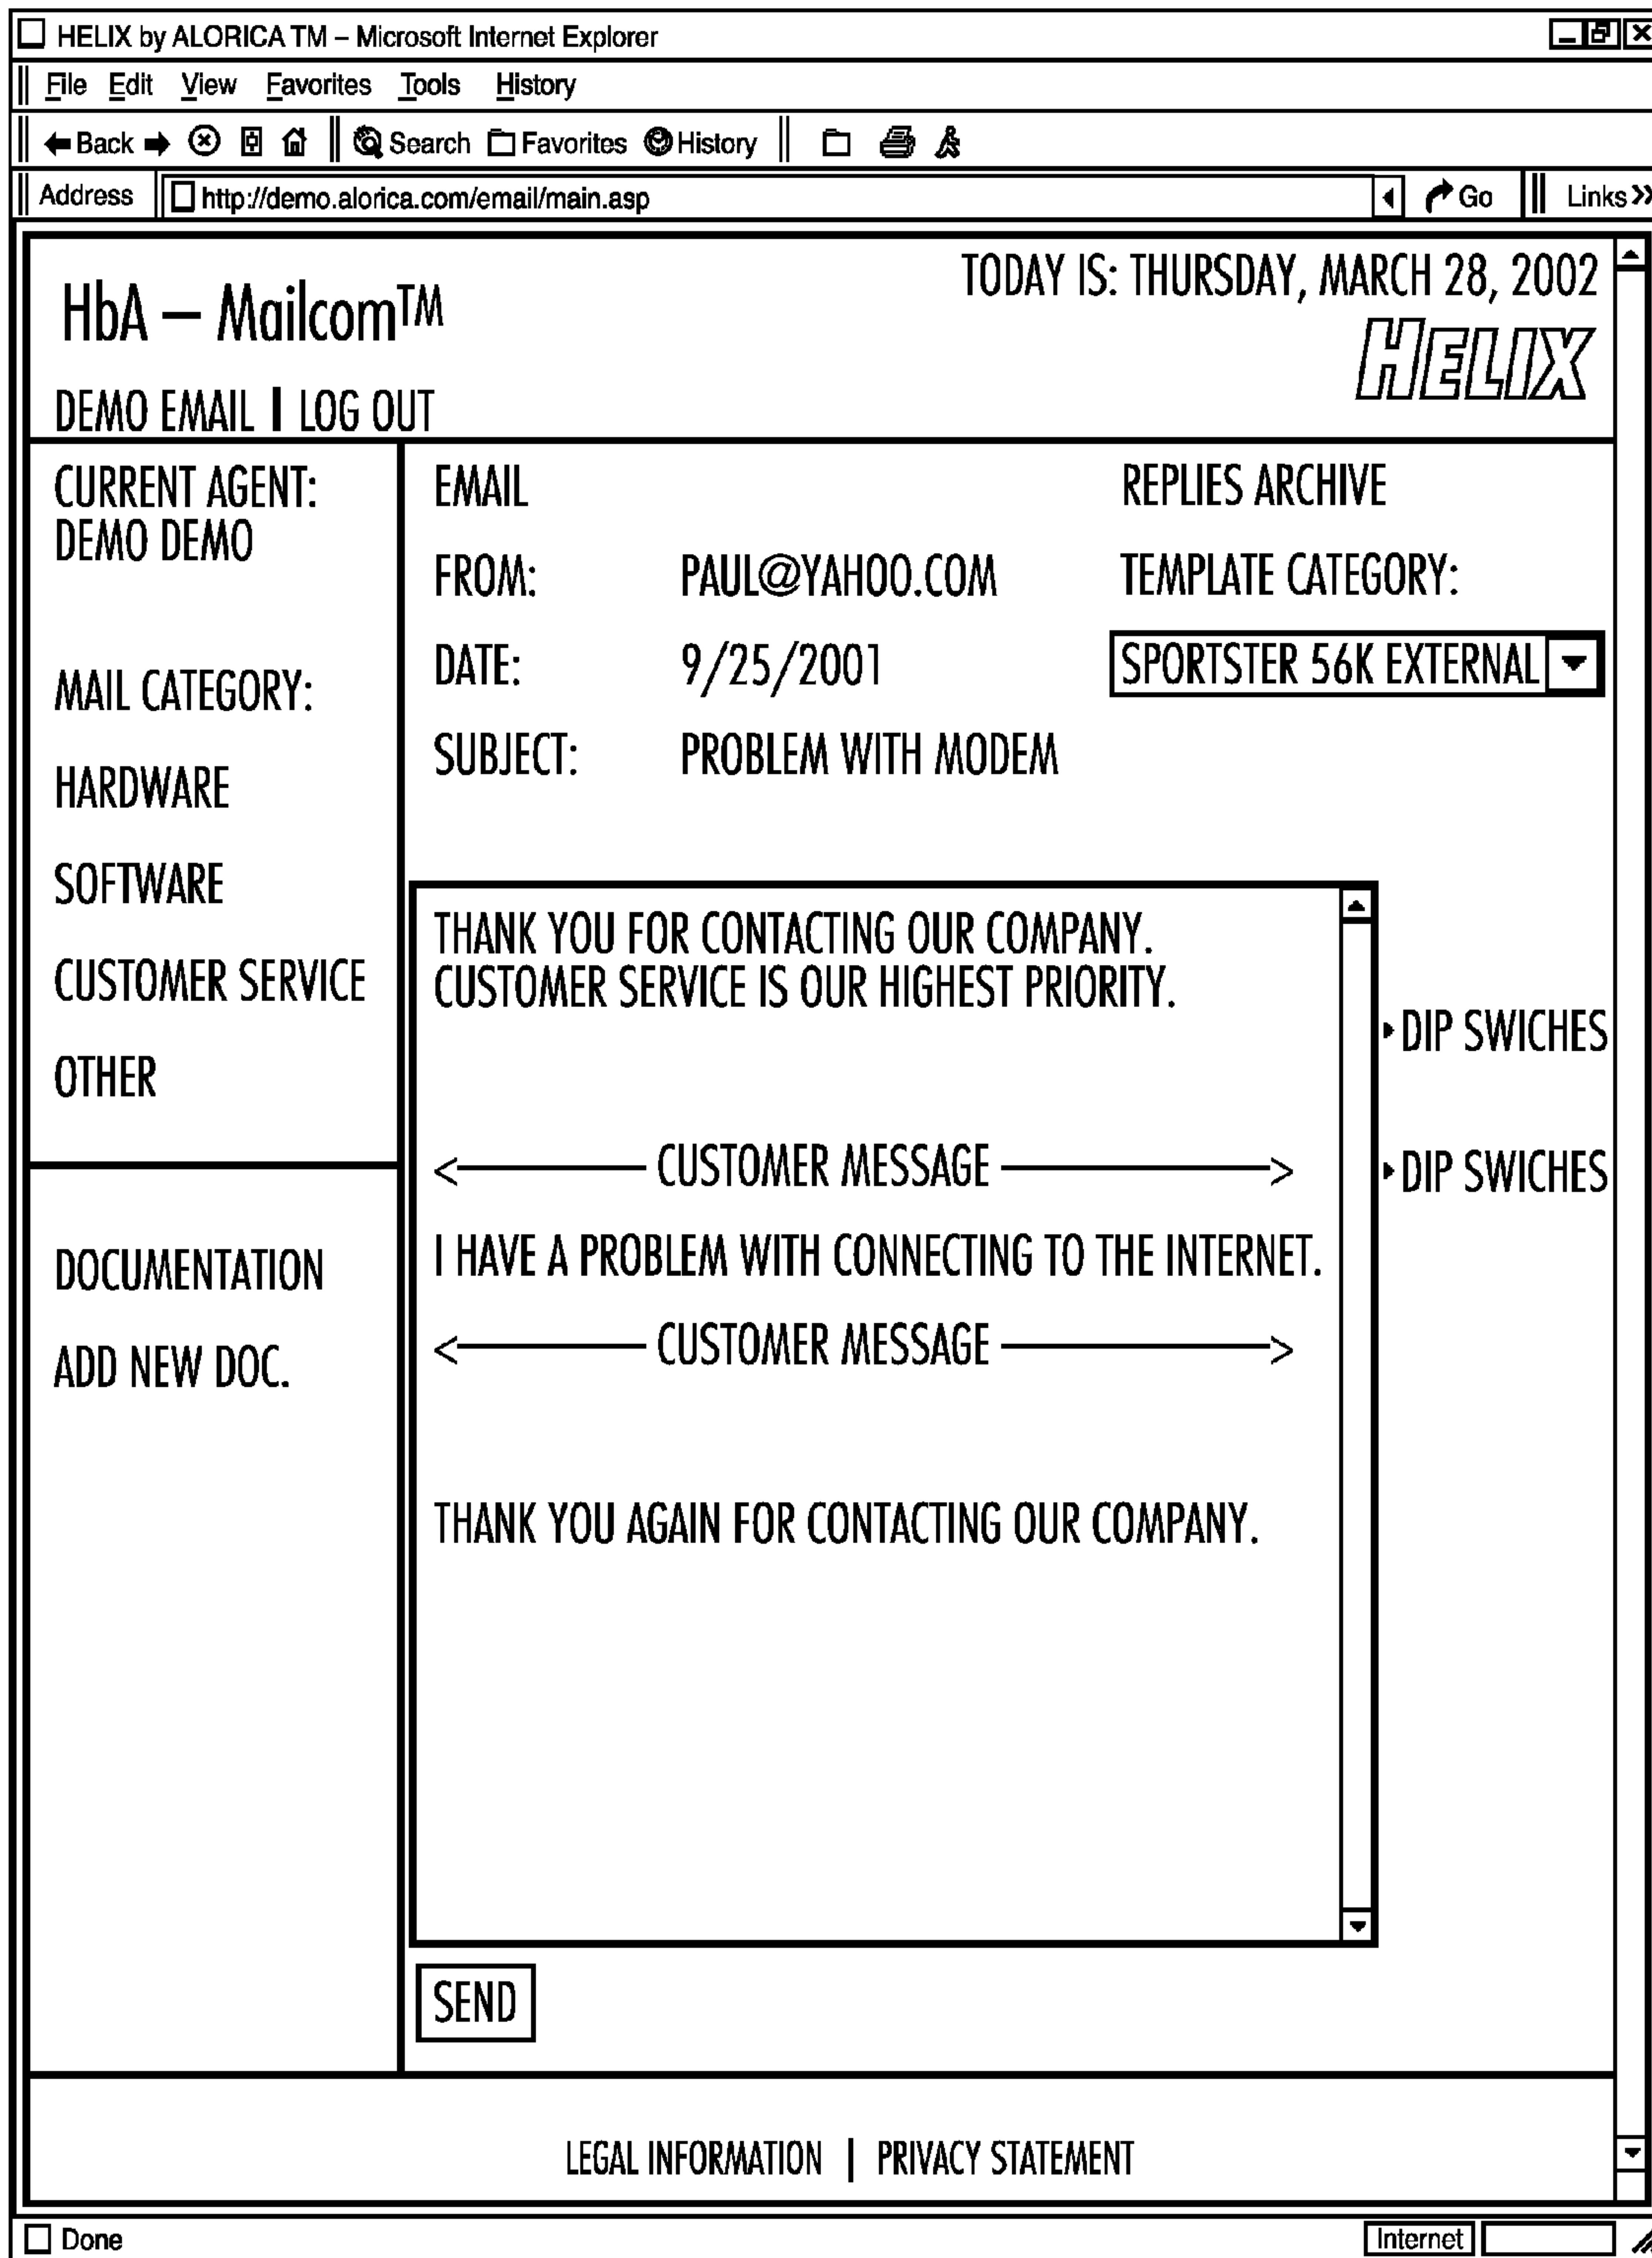 HELIX by ALORICA TM – Microsoft Internet Explorer
File Edit View Favorites Tools History
Back Search Favorites History
Address http://demo.alorica.com/email/main.asp Go Links»
HbA – Mailcom™
TODAY IS: THURSDAY, MARCH 28, 2002
HELIX
DEMO EMAIL | LOG OUT
CURRENT AGENT:
DEMO DEMO
MAIL CATEGORY:
HARDWARE
SOFTWARE
CUSTOMER SERVICE
OTHER
DOCUMENTATION
ADD NEW DOC.
EMAIL
FROM: PAUL@YAHOO.COM
DATE: 9/25/2001
SUBJECT: PROBLEM WITH MODEM
REPLIES ARCHIVE
TEMPLATE CATEGORY:
SPORTSTER 56K EXTERNAL
THANK YOU FOR CONTACTING OUR COMPANY.
CUSTOMER SERVICE IS OUR HIGHEST PRIORITY.
<——— CUSTOMER MESSAGE ———>
I HAVE A PROBLEM WITH CONNECTING TO THE INTERNET.
<——— CUSTOMER MESSAGE ———>
THANK YOU AGAIN FOR CONTACTING OUR COMPANY.
DIP SWICHES
DIP SWICHES
SEND
LEGAL INFORMATION | PRIVACY STATEMENT
Done Internet